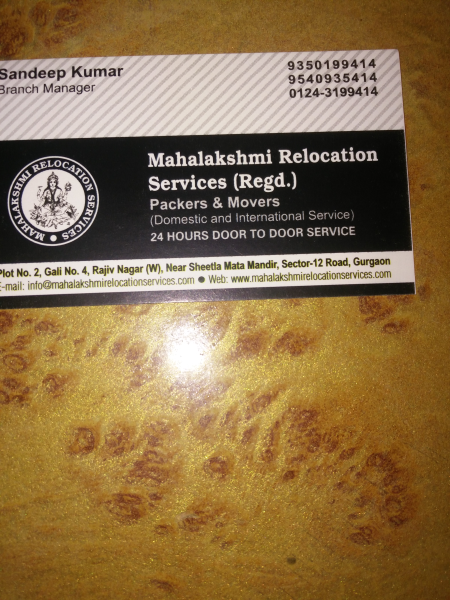 Sandeep Kumar
Branch Manager
9350199414
9540935414
0124-3199414
MAHALAKSHMI RELOCATION SERVICES
Mahalakshmi Relocation
Services (Regd.)
Packers & Movers
(Domestic and International Service)
24 HOURS DOOR TO DOOR SERVICE
Plot No. 2, Gali No. 4, Rajiv Nagar (W), Near Sheetla Mata Mandir, Sector-12 Road, Gurgaon
E-mail: info@mahalakshmirelocationservices.com ● Web: www.mahalakshmirelocationservices.com